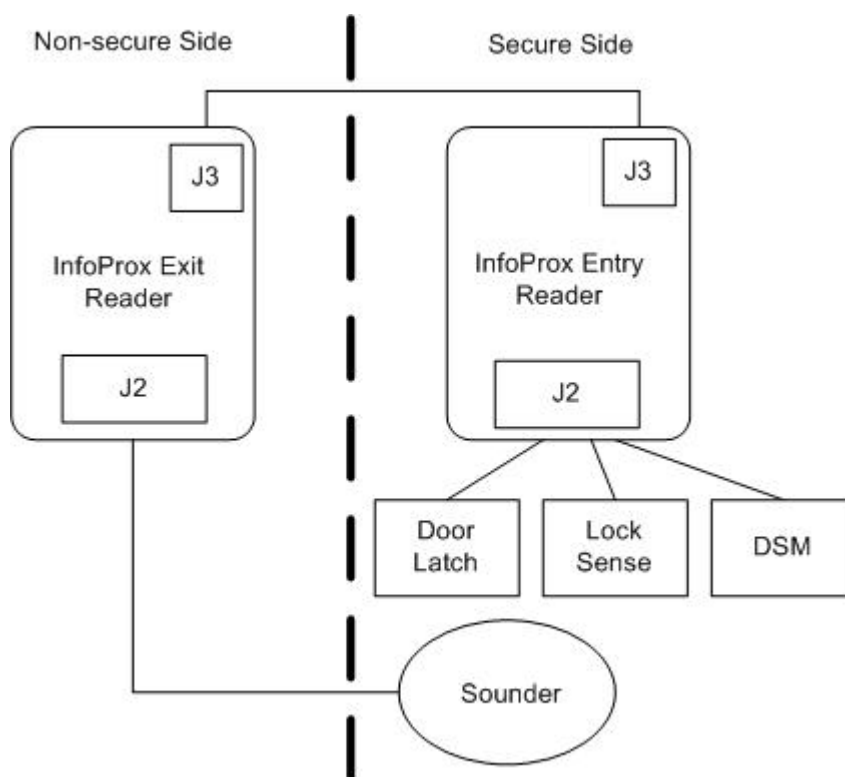 Non-secure Side
Secure Side
J3
J3
InfoProx Exit
Reader
InfoProx Entry
Reader
J2
J2
Door
Latch
Lock
Sense
DSM
Sounder